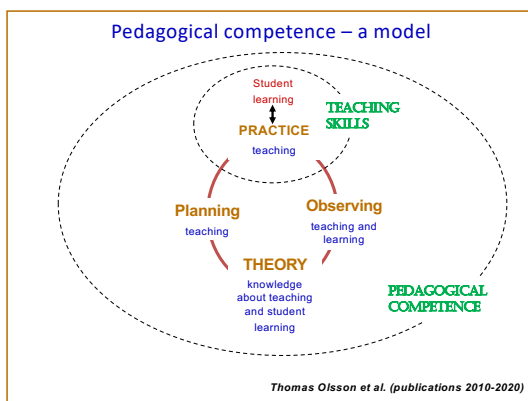 Pedagogical competence – a model
Student
learning
TEACHING
SKILLS
PRACTICE
teaching
Planning
teaching
Observing
teaching and
learning
THEORY
knowledge
about teaching
and student
learning
PEDAGOGICAL
COMPETENCE
Thomas Olsson et al. (publications 2010-2020)